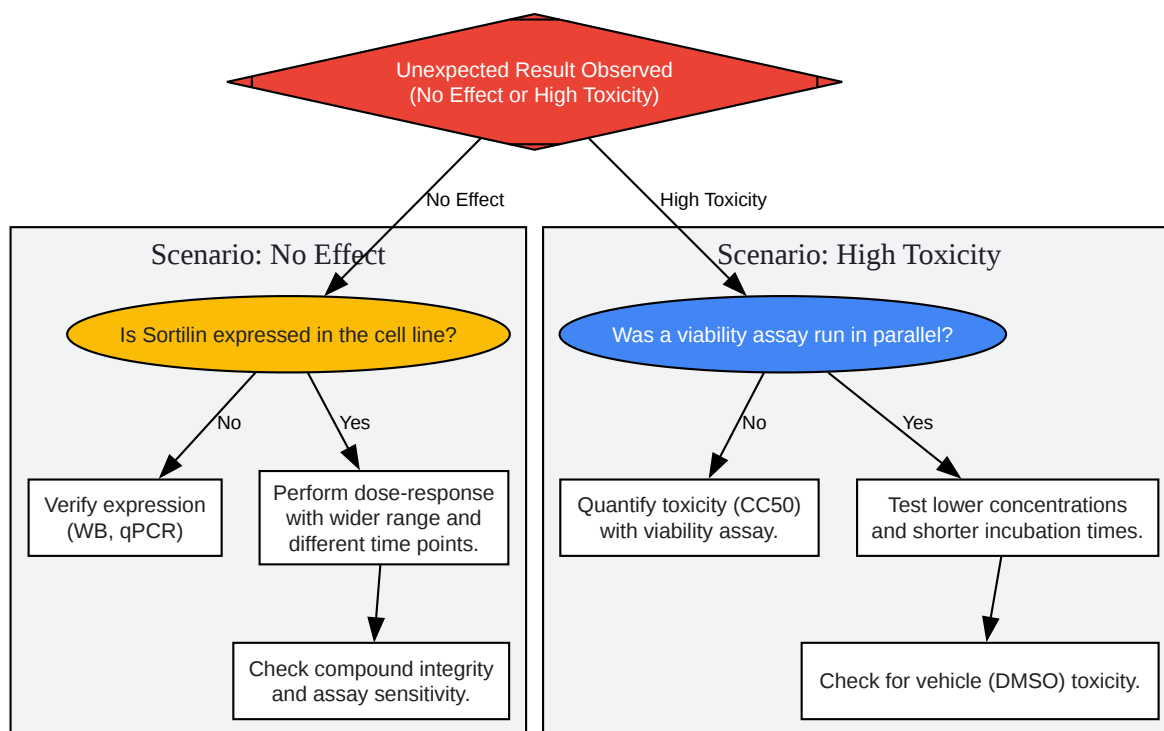 Unexpected Result Observed
(No Effect or High Toxicity)
No Effect
High Toxicity
Scenario: No Effect
Is Sortilin expressed in the cell line?
No
Yes
Verify expression
(WB, qPCR)
Perform dose-response
with wider range and
different time points.
Check compound integrity
and assay sensitivity.
Scenario: High Toxicity
Was a viability assay run in parallel?
No
Yes
Quantify toxicity (CC50)
with viability assay.
Test lower concentrations
and shorter incubation times.
Check for vehicle (DMSO) toxicity.